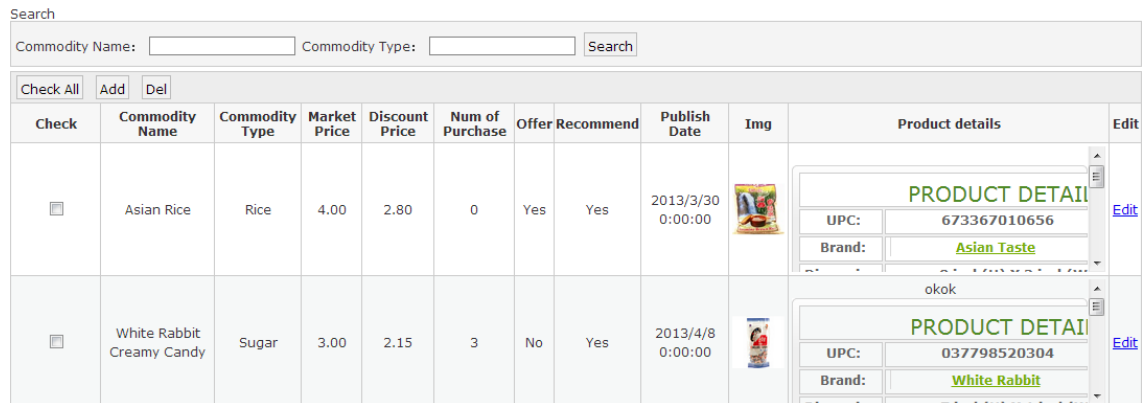 Search
Commodity Name: Commodity Type: Search
Check All Add Del
Check Commodity Name Commodity Type Market Price Discount Price Num of Purchase Offer Recommend Publish Date Img Product details Edit
Asian Rice Rice 4.00 2.80 0 Yes Yes 2013/3/30 0:00:00 Edit
PRODUCT DETAIL
UPC: 673367010656
Brand: Asian Taste
okok
White Rabbit Creamy Candy Sugar 3.00 2.15 3 No Yes 2013/4/8 0:00:00 Edit
PRODUCT DETAI
UPC: 037798520304
Brand: White Rabbit